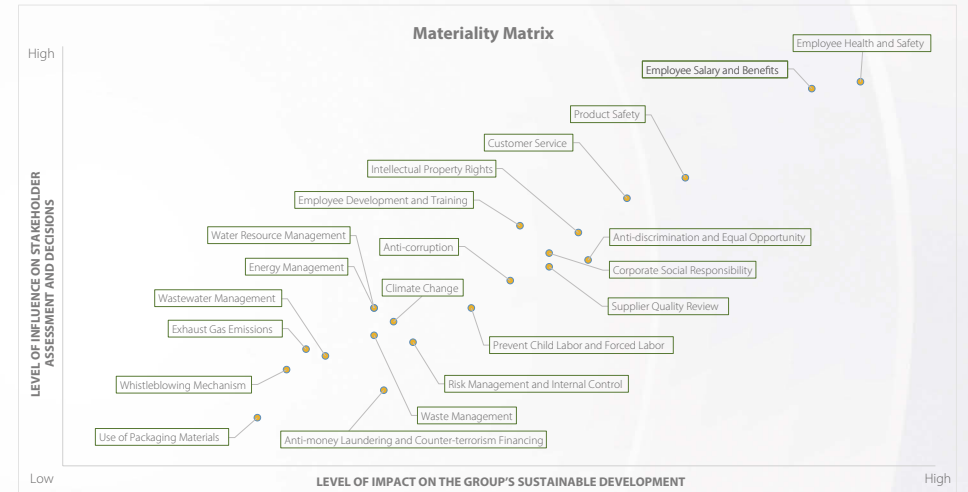 Materiality Matrix
High
Employee Health and Safety
Employee Salary and Benefits
Product Safety
Customer Service
Intellectual Property Rights
Employee Development and Training
Water Resource Management
Anti-corruption
Anti-discrimination and Equal Opportunity
Energy Management
Corporate Social Responsibility
Climate Change
Wastewater Management
Supplier Quality Review
Exhaust Gas Emissions
Prevent Child Labor and Forced Labor
Whistleblowing Mechanism
Risk Management and Internal Control
Waste Management
Use of Packaging Materials
Anti-money Laundering and Counter-terrorism Financing
LEVEL OF INFLUENCE ON STAKEHOLDER
ASSESSMENT AND DECISIONS
Low
LEVEL OF IMPACT ON THE GROUP'S SUSTAINABLE DEVELOPMENT
High